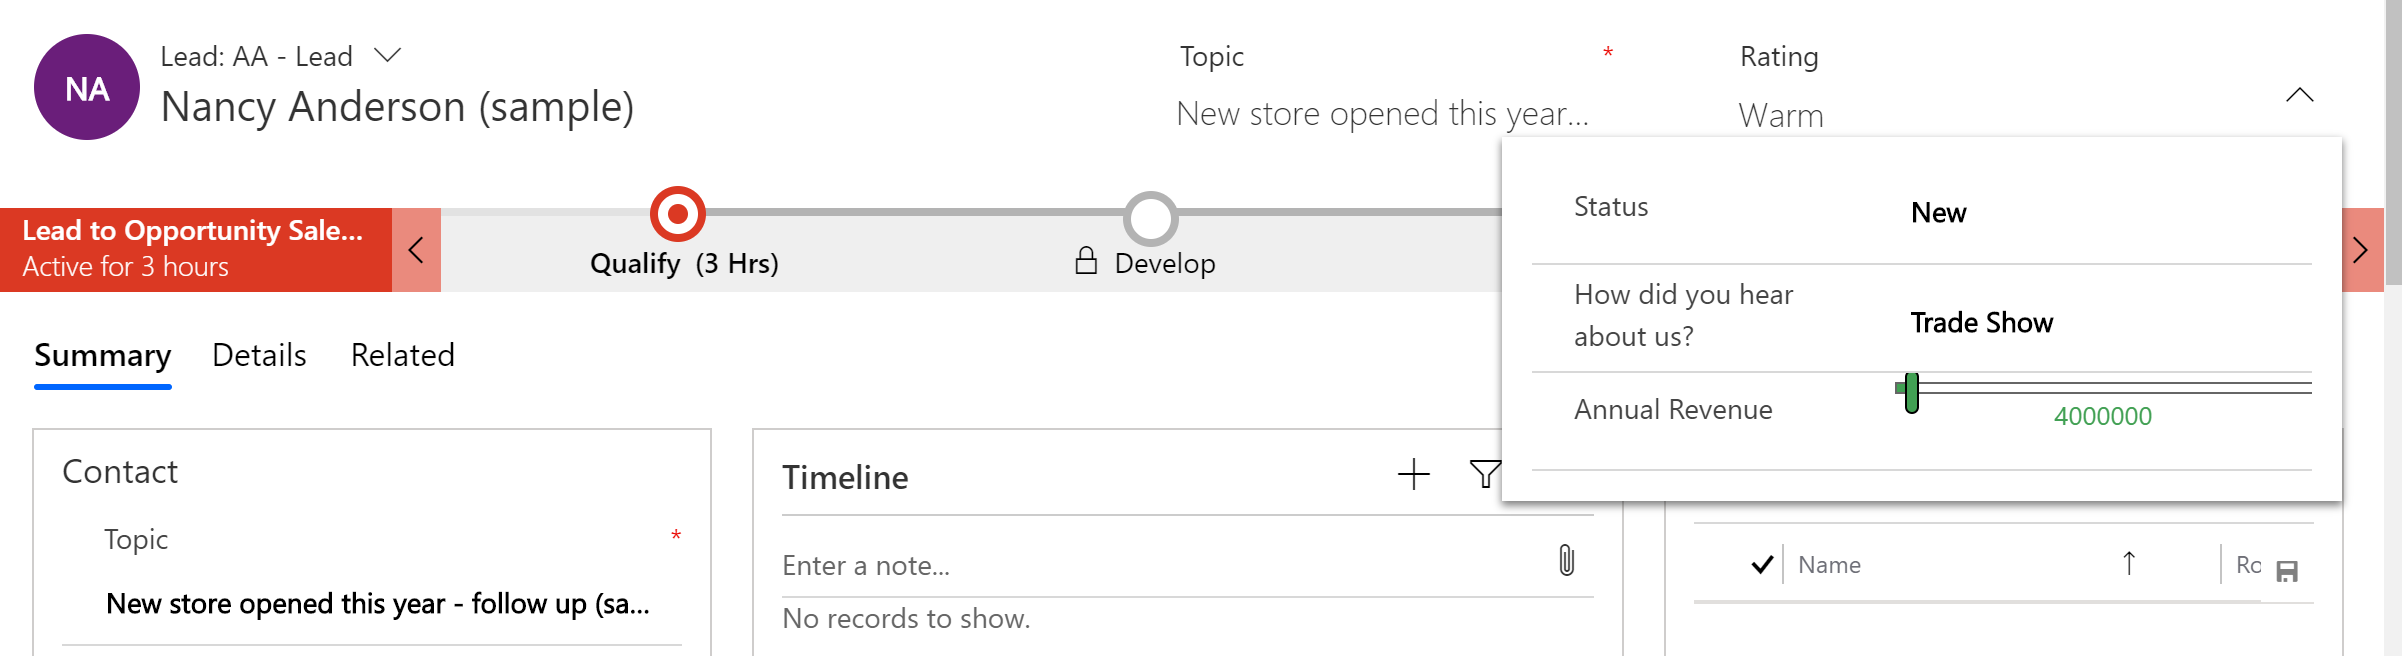 NA
Lead: AA - Lead
Nancy Anderson (sample)
Topic
*
New store opened this year...
Rating
Warm
Lead to Opportunity Sale...
Active for 3 hours
Qualify (3 Hrs)
Develop
Status
New
How did you hear
about us?
Trade Show
Annual Revenue
4000000
Summary
Details
Related
Contact
Topic
*
New store opened this year - follow up (sa...
Timeline
Enter a note...
No records to show.
Name
Ro